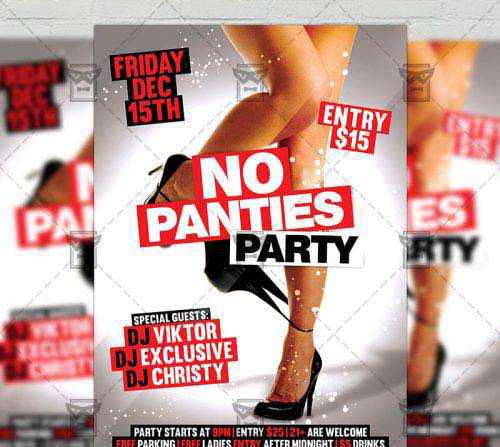 FRIDAY
DEC
15TH
ENTRY
$15
NO
PANTIES
PARTY
SPECIAL GUESTS:
DJ VIKTOR
DJ EXCLUSIVE
DJ CHRISTY
PARTY STARTS AT 9PM | ENTRY $25 | 21+ ARE WELCOME
FREE PARKING | FREE LADIES ENTRY AFTER MIDNIGHT | $5 DRINKS